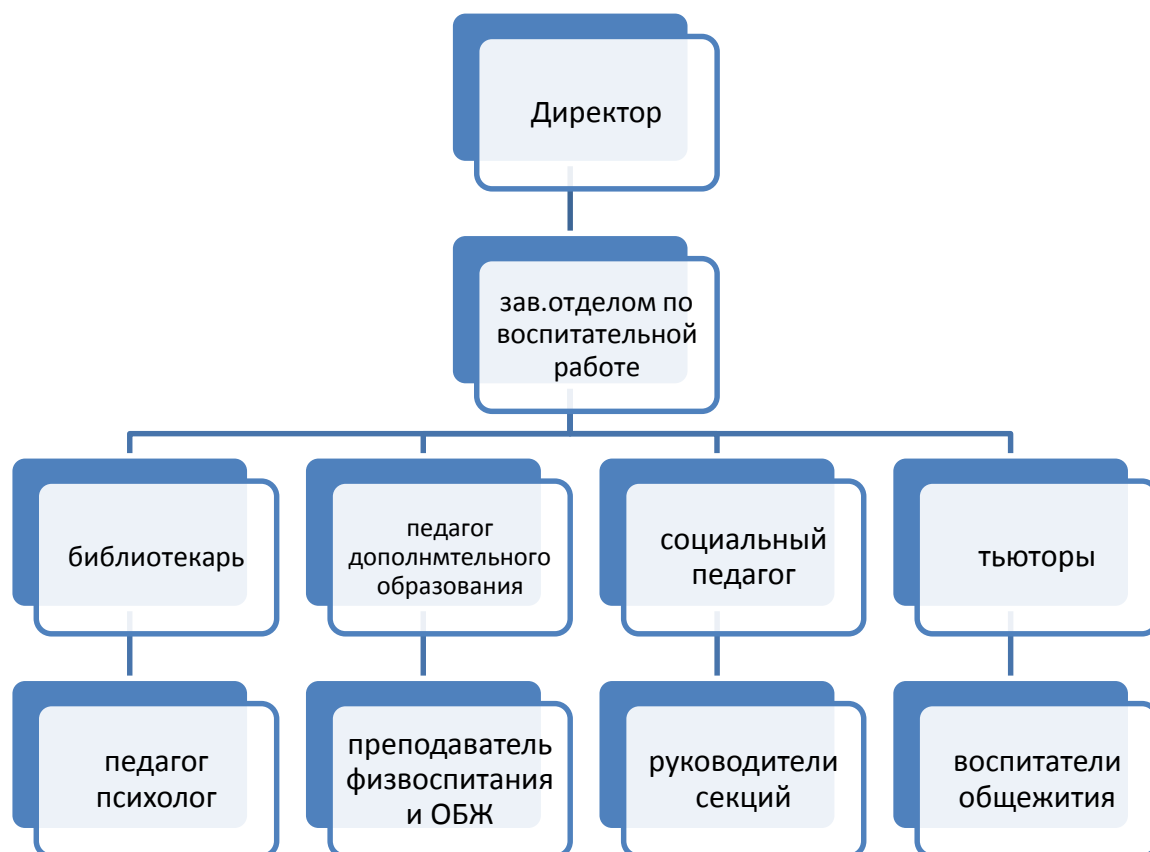 Директор
зав.отделом по
воспитательной
работе
библиотекарь
педагог
дополнмтельного
образования
социальный
педагог
тьюторы
педагог
психолог
преподаватель
физвоспитания
и ОБЖ
руководители
секций
воспитатели
общежития